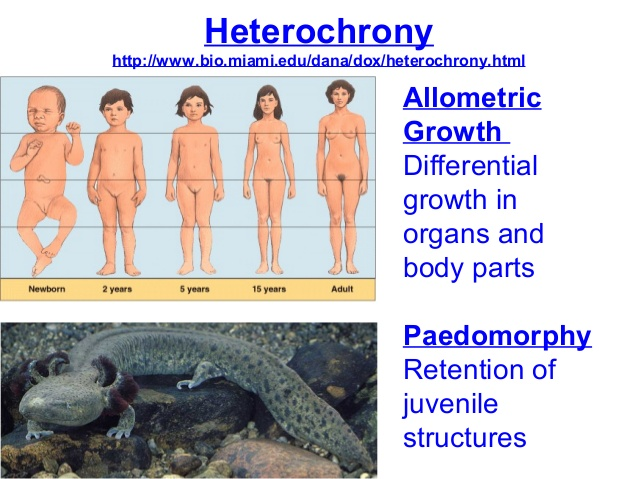 Heterochrony
http://www.bio.miami.edu/dana/dox/heterochrony.html
Allometric
Growth
Differential
growth in
organs and
body parts
Newborn 2 years 5 years 15 years Adult
Paedomorphy
Retention of
juvenile
structures